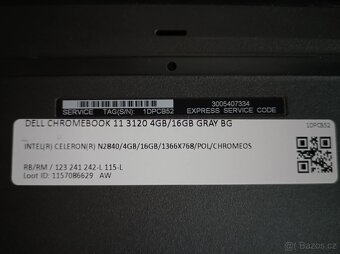 SERVICE TAG(S/N): 1DPCB52
3005407334
EXPRESS SERVICE CODE
DELL CHROMEBOOK 11 3120 4GB/16GB GRAY BG
1DPCB52
INTEL(R) CELERON(R) N2840/4GB/16GB/1366X768/POL/CHROMEOS
RB/RM / 123 241 242-L 115-L
Loot ID: 1157086629 AW
Sbazar.cz